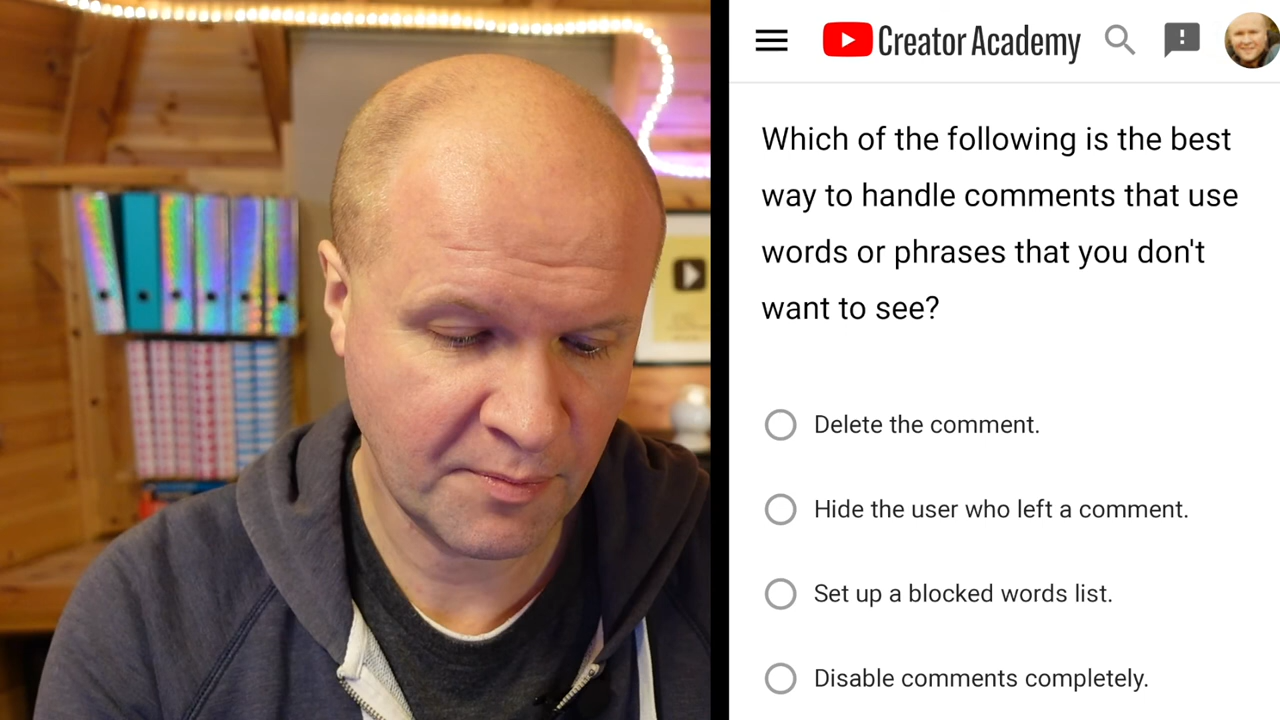 Creator Academy
Which of the following is the best
way to handle comments that use
words or phrases that you don't
want to see?
Delete the comment.
Hide the user who left a comment.
Set up a blocked words list.
Disable comments completely.